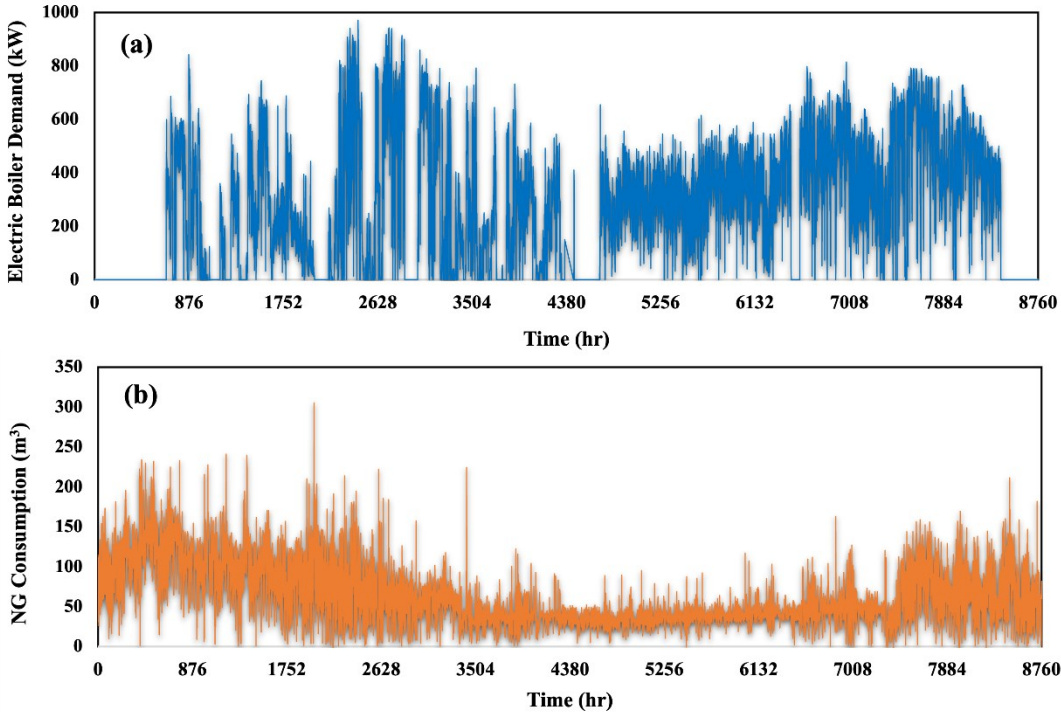 (a)
Electric Boiler Demand (kW)
1000
800
600
400
200
0
0 876 1752 2628 3504 4380 5256 6132 7008 7884 8760
Time (hr)
(b)
NG Consumption (m³)
350
300
250
200
150
100
50
0
0 876 1752 2628 3504 4380 5256 6132 7008 7884 8760
Time (hr)